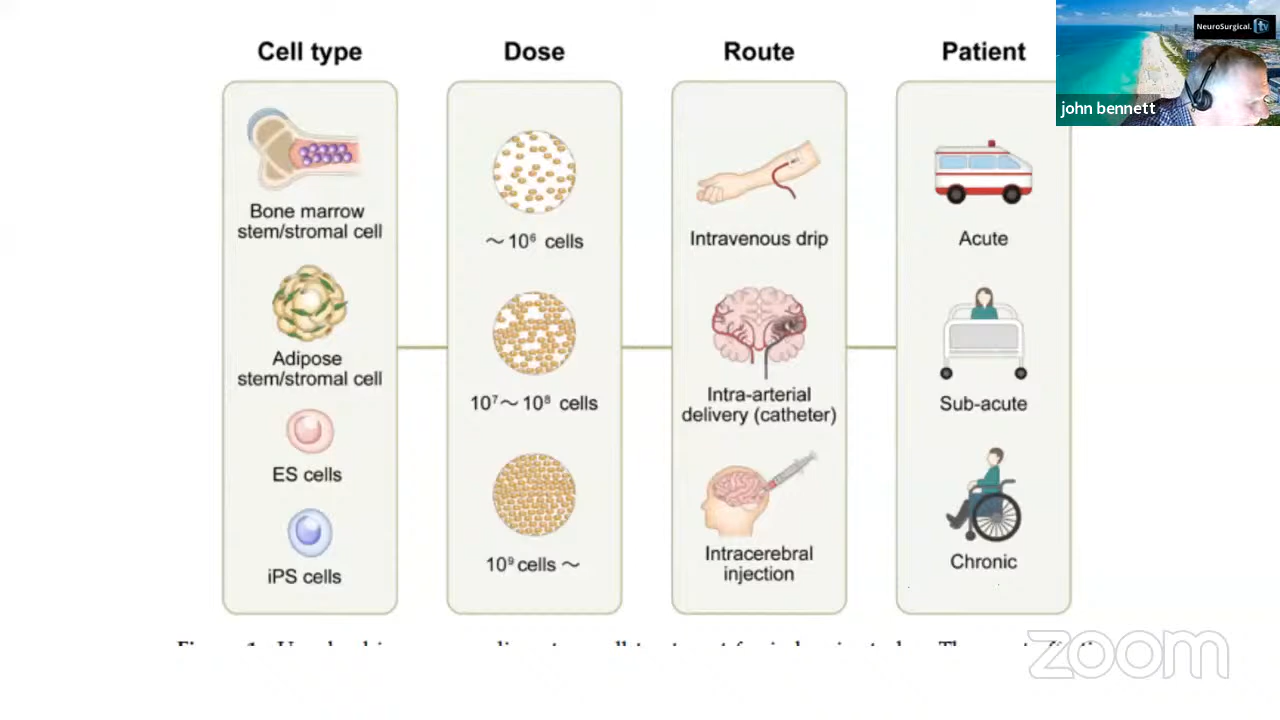 Cell type
Dose
Route
Patient
NeuroSurgical.tv
john bennett
Bone marrow
stem/stromal cell
Adipose
stem/stromal cell
ES cells
iPS cells
~10⁶ cells
10⁷~10⁸ cells
10⁹ cells ~
Intravenous drip
Intra-arterial
delivery (catheter)
Intracerebral
injection
Acute
Sub-acute
Chronic
zoom